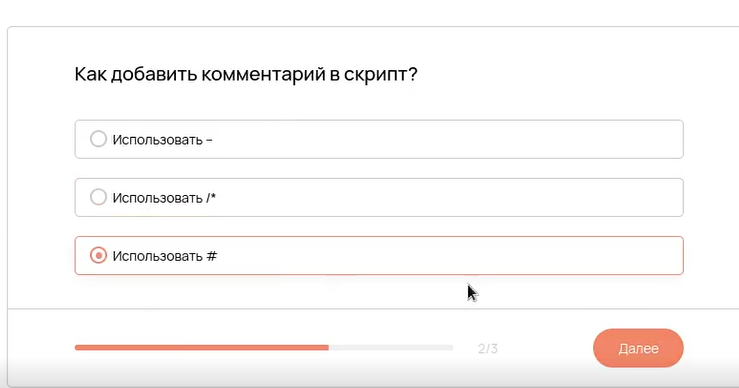 Как добавить комментарий в скрипт?
Использовать –
Использовать /*
Использовать #
2/3
Далее